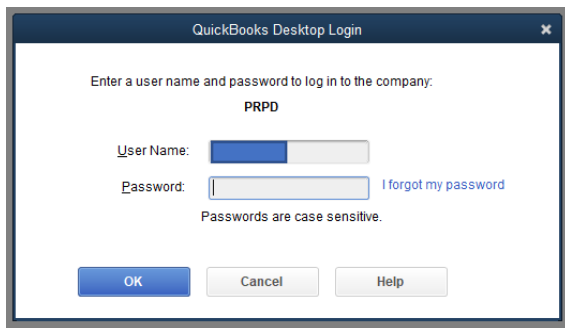 QuickBooks Desktop Login
Enter a user name and password to log in to the company:
PRPD
User Name:
Password:
I forgot my password
Passwords are case sensitive.
OK
Cancel
Help